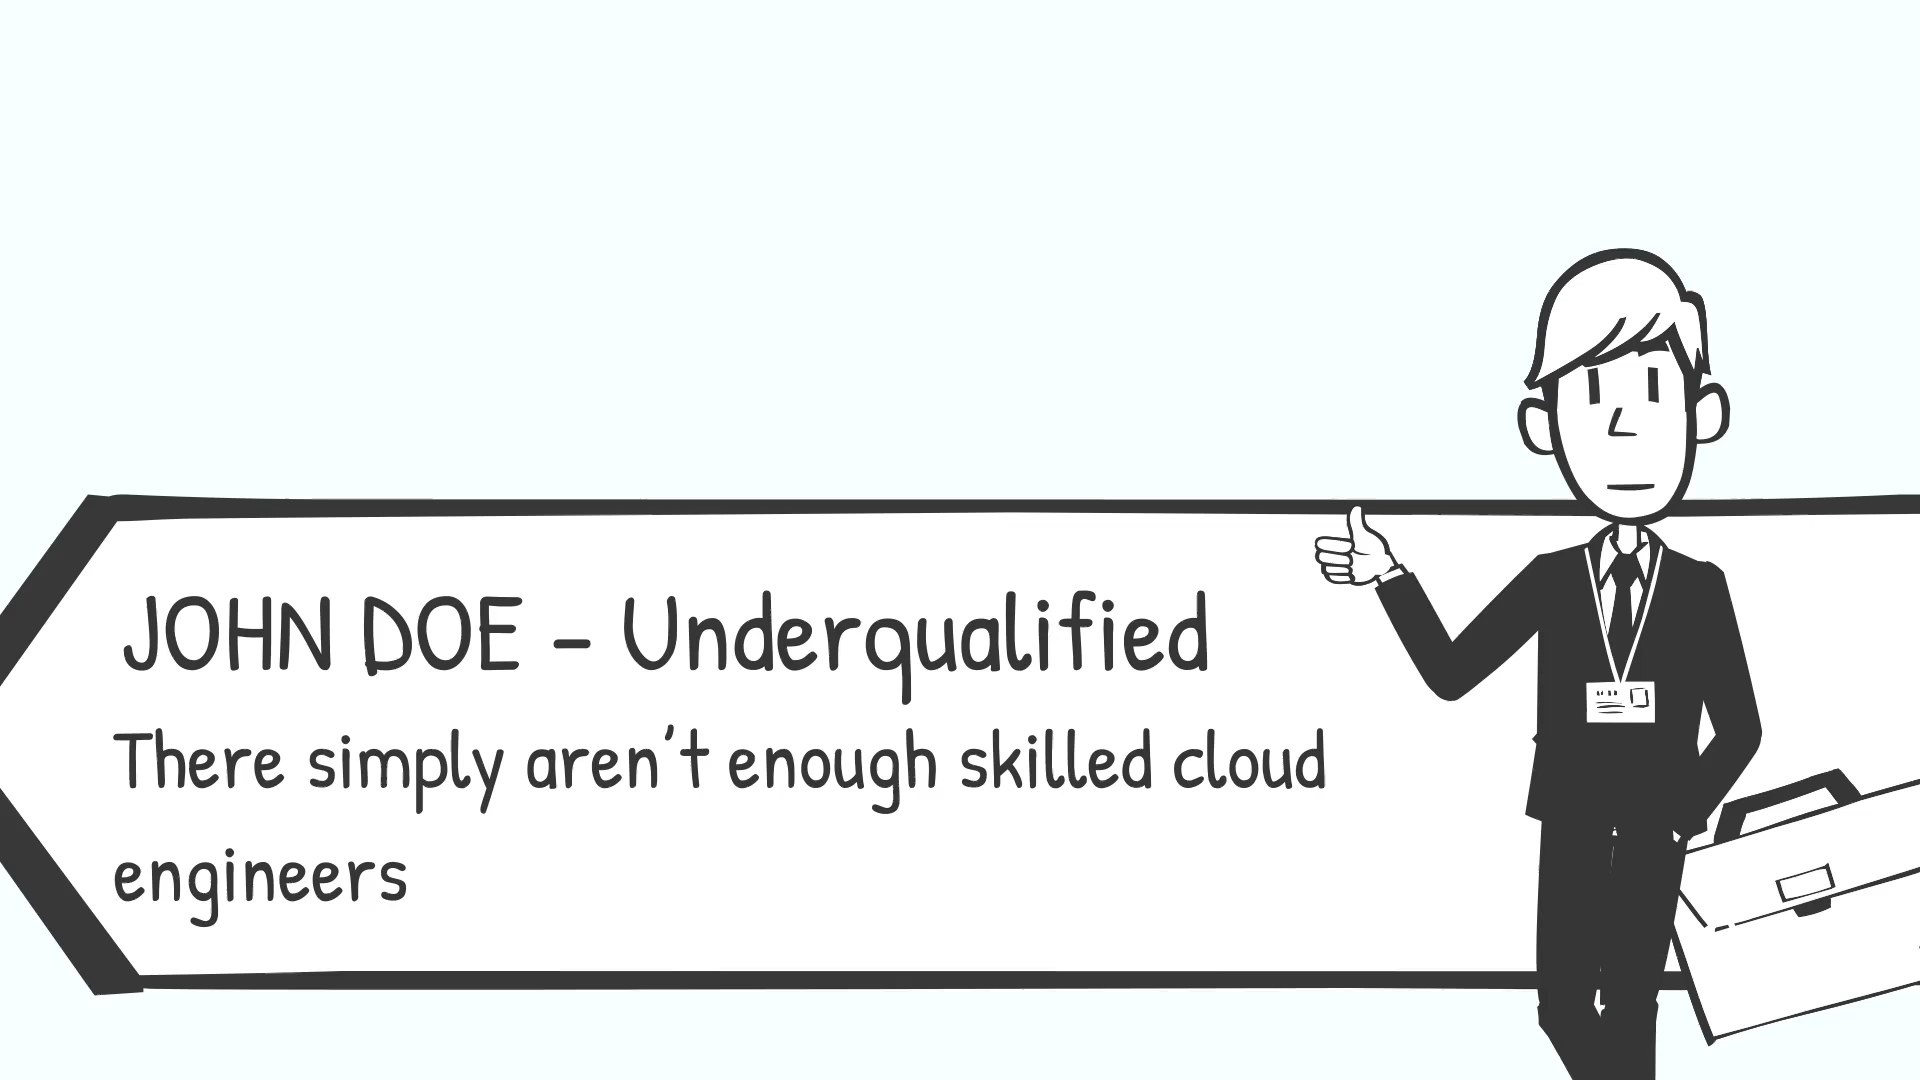 JOHN DOE - Underqualified
There simply aren't enough skilled cloud
engineers